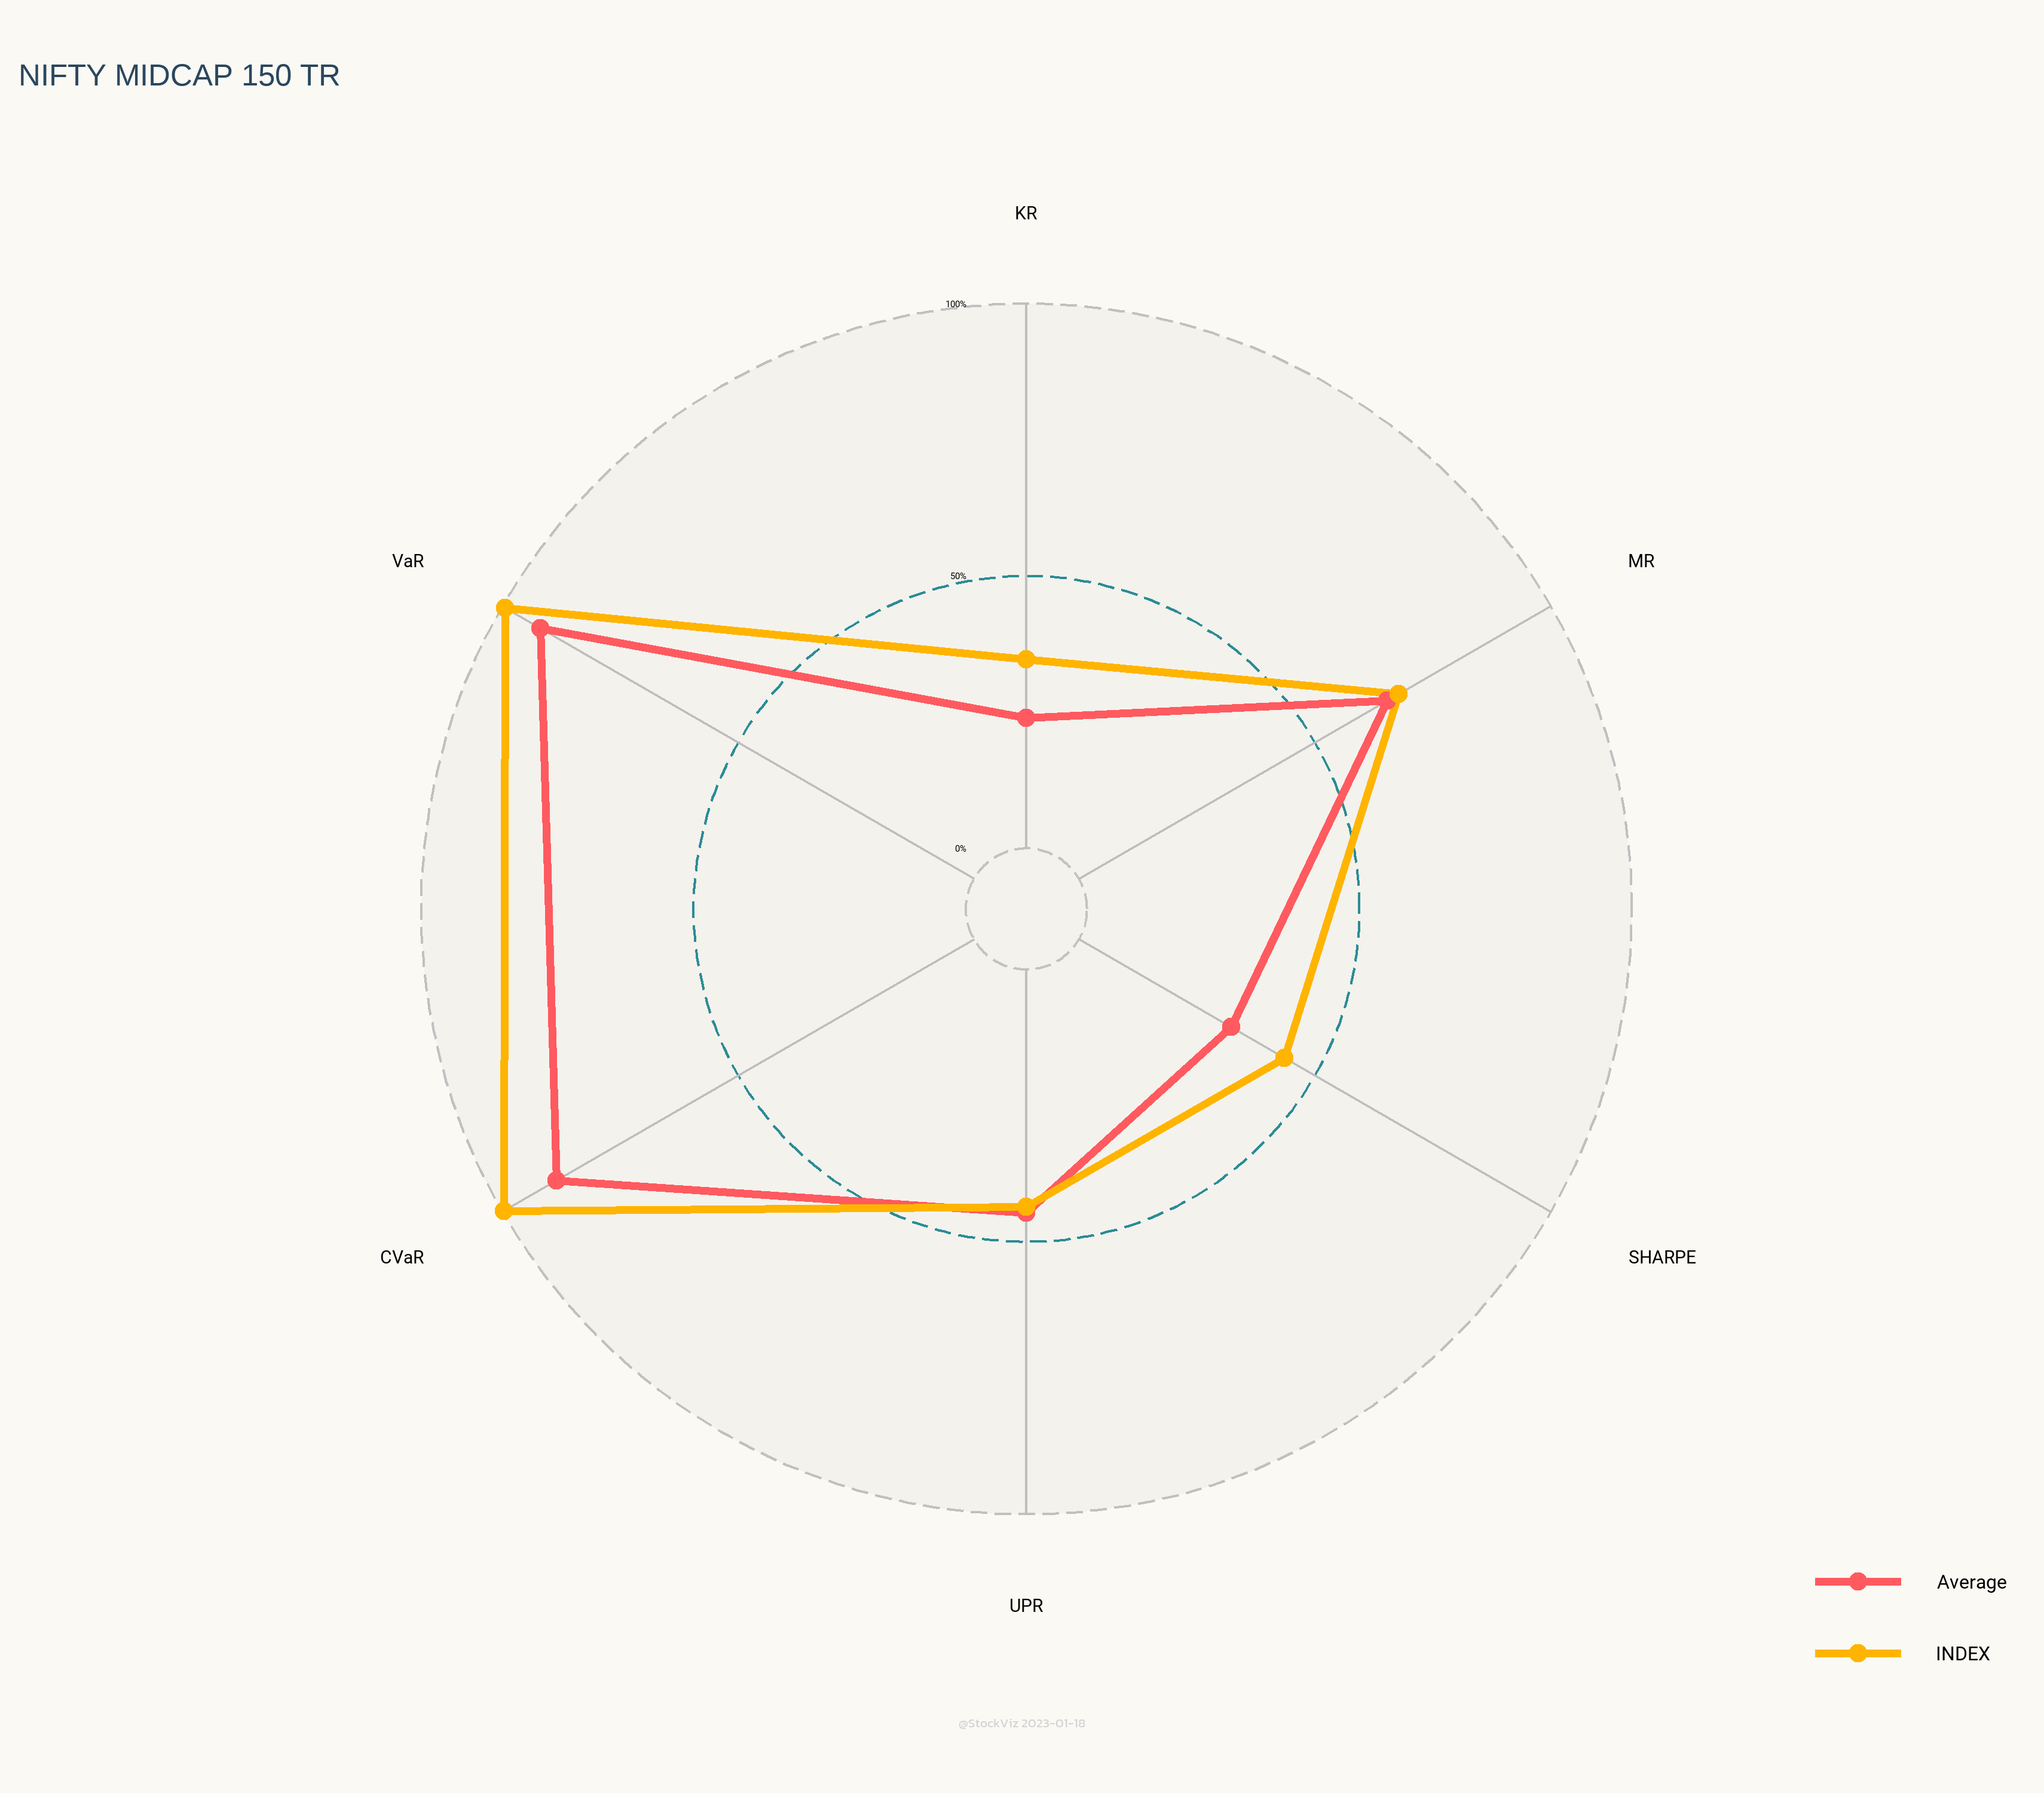 NIFTY MIDCAP 150 TR
KR
100%
VaR
MR
50%
0%
CVaR
SHARPE
Average
UPR
INDEX
@StockViz 2023-01-18